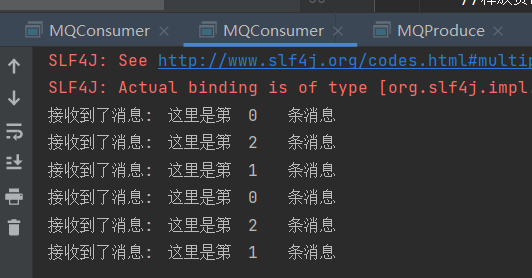 //释放资
MQConsumer MQConsumer MQProduce
SLF4J: See http://www.slf4j.org/codes.html#multip
SLF4J: Actual binding is of type [org.slf4j.impl.
接收到了消息: 这里是第 0 条消息
接收到了消息: 这里是第 2 条消息
接收到了消息: 这里是第 1 条消息
接收到了消息: 这里是第 0 条消息
接收到了消息: 这里是第 2 条消息
接收到了消息: 这里是第 1 条消息